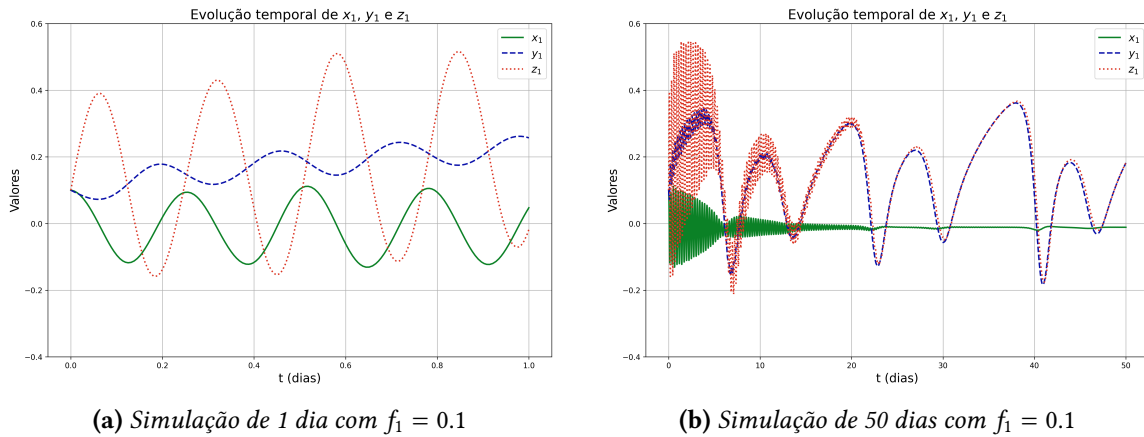 Evolução temporal de x₁, y₁ e z₁
0.6
0.4
0.2
0.0
−0.2
−0.4
Valores
x₁
y₁
z₁
0.0 0.2 0.4 0.6 0.8 1.0
t (dias)
(a) Simulação de 1 dia com f₁ = 0.1
Evolução temporal de x₁, y₁ e z₁
0.6
0.4
0.2
0.0
−0.2
−0.4
Valores
x₁
y₁
z₁
0 10 20 30 40 50
t (dias)
(b) Simulação de 50 dias com f₁ = 0.1